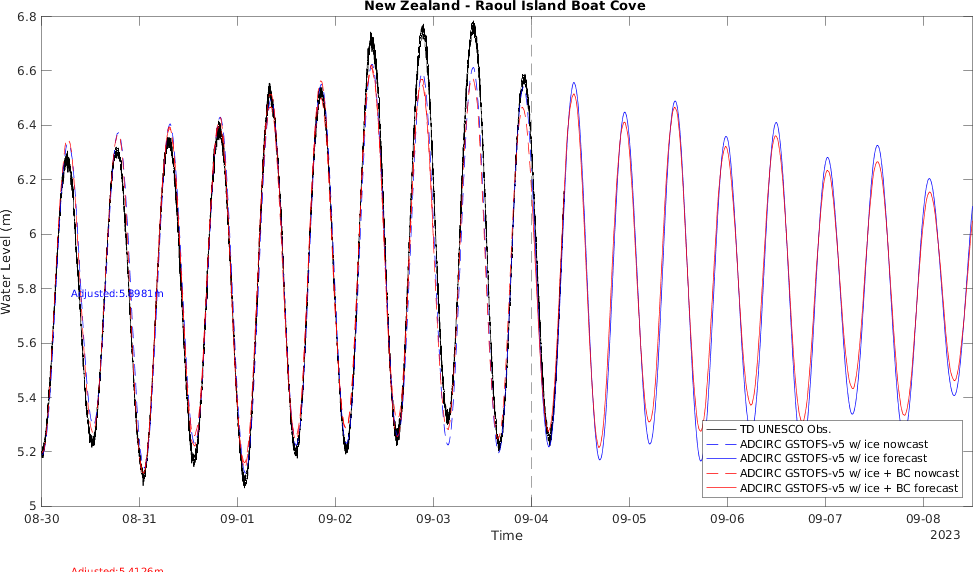 New Zealand - Raoul Island Boat Cove
6.8
6.6
6.4
6.2
6
5.8
5.6
5.4
5.2
5
Water Level (m)
Adjusted:5.8981m
TD UNESCO Obs.
ADCIRC GSTOFS-v5 w/ ice nowcast
ADCIRC GSTOFS-v5 w/ ice forecast
ADCIRC GSTOFS-v5 w/ ice + BC nowcast
ADCIRC GSTOFS-v5 w/ ice + BC forecast
08-30 08-31 09-01 09-02 09-03 09-04 09-05 09-06 09-07 09-08
Time
2023
Adjusted:5.4126m